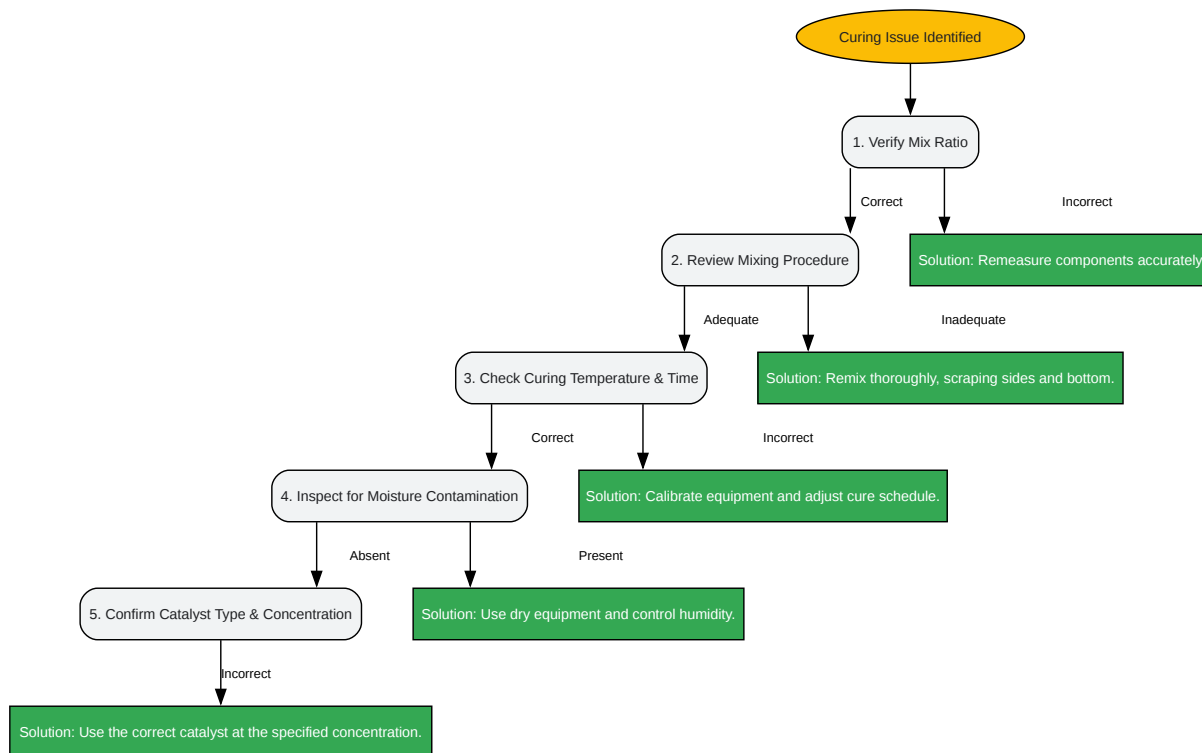 Curing Issue Identified
1. Verify Mix Ratio
Correct
Incorrect
2. Review Mixing Procedure
Solution: Remeasure components accurately
Adequate
Inadequate
3. Check Curing Temperature & Time
Solution: Remix thoroughly, scraping sides and bottom.
Correct
Incorrect
4. Inspect for Moisture Contamination
Solution: Calibrate equipment and adjust cure schedule.
Absent
Present
5. Confirm Catalyst Type & Concentration
Solution: Use dry equipment and control humidity.
Incorrect
Solution: Use the correct catalyst at the specified concentration.